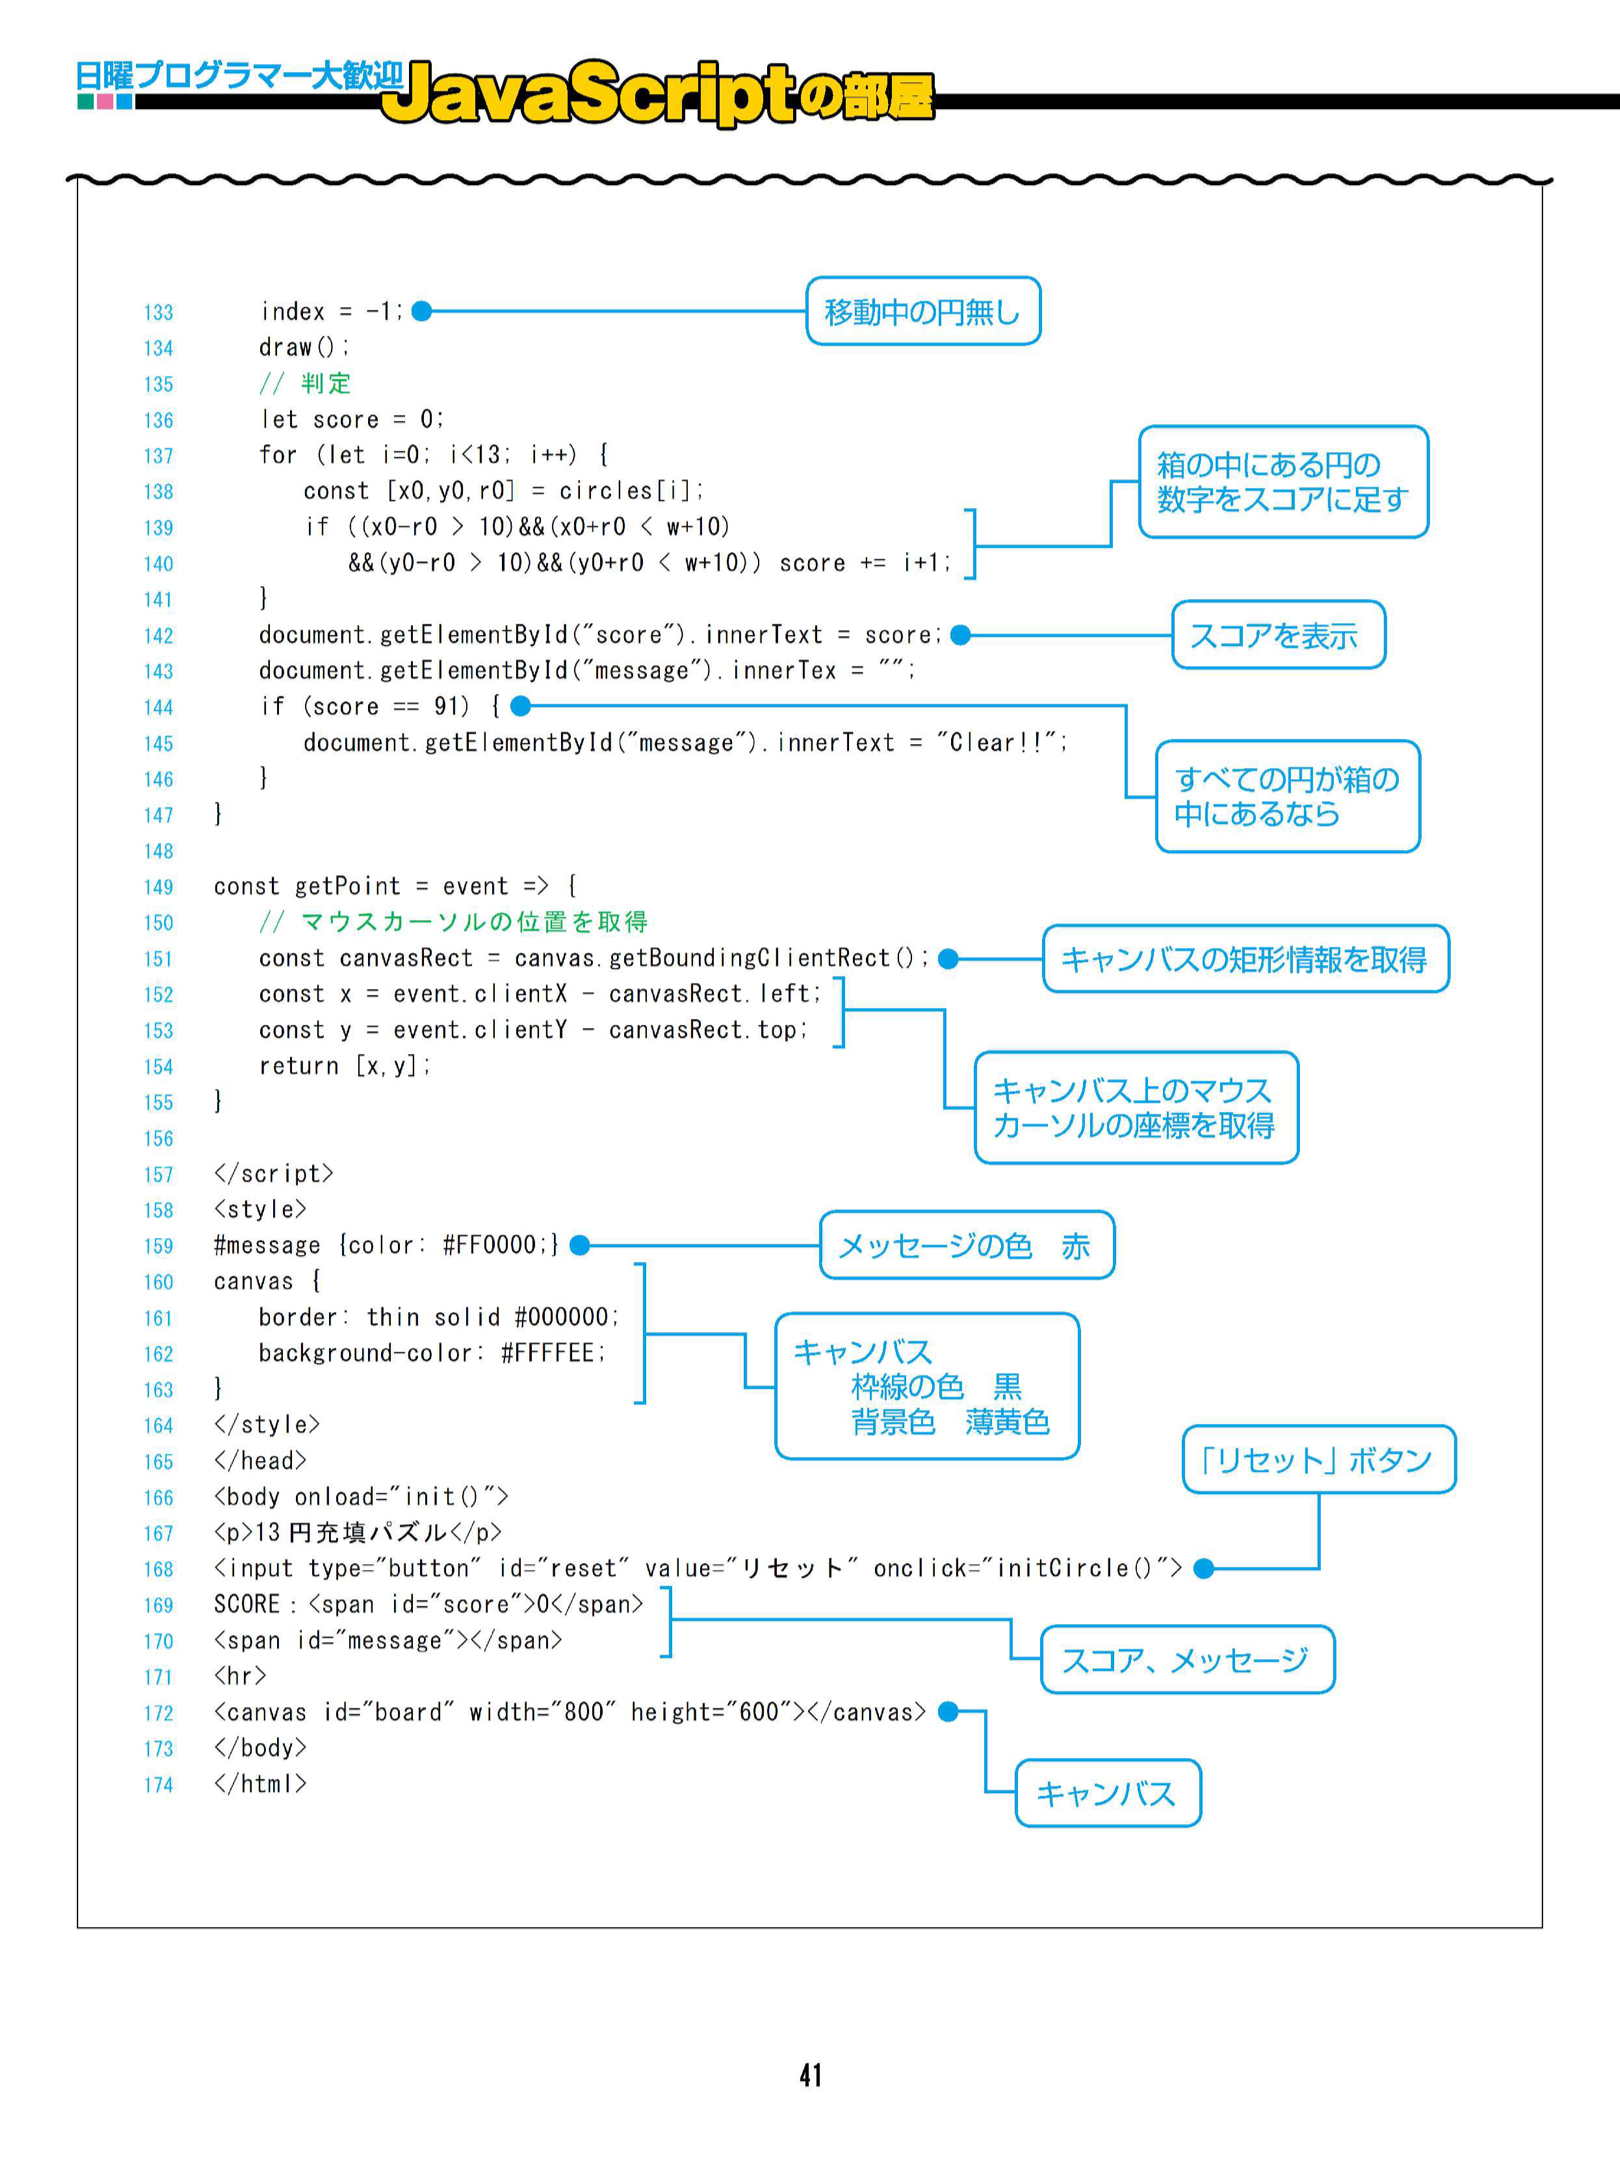 日曜プログラマー大歓迎
JavaScriptの部屋
133 index = -1; 移動中の円無し
134 draw();
135 // 判定
136 let score = 0;
137 for (let i=0; i<13; i++) {
138 const [x0,y0,r0] = circles[i];
139 if ((x0-r0 > 10)&&(x0+r0 < w+10)
140 &&(y0-r0 > 10)&&(y0+r0 < w+10)) score += i+1;
箱の中にある円の
数字をスコアに足す
141 }
142 document.getElementById("score").innerText = score; スコアを表示
143 document.getElementById("message").innerTex = "";
144 if (score == 91) {
145 document.getElementById("message").innerText = "Clear!!";
すべての円が箱の
中にあるなら
146 }
147 }
148
149 const getPoint = event => {
150 // マウスカーソルの位置を取得
151 const canvasRect = canvas.getBoundingClientRect(); キャンバスの矩形情報を取得
152 const x = event.clientX - canvasRect.left;
153 const y = event.clientY - canvasRect.top;
キャンバス上のマウス
カーソルの座標を取得
154 return [x,y];
155 }
156
157 </script>
158 <style>
159 #message {color: #FF0000;} メッセージの色 赤
160 canvas {
161 border: thin solid #000000;
162 background-color: #FFFFEE;
163 }
キャンバス
枠線の色 黒
背景色 薄黄色
164 </style>
165 </head>
166 <body onload="init()">
167 <p>13円充填パズル</p>
168 <input type="button" id="reset" value="リセット" onclick="initCircle()">
「リセット」ボタン
169 SCORE：<span id="score">0</span>
170 <span id="message"></span>
スコア、メッセージ
171 <hr>
172 <canvas id="board" width="800" height="600"></canvas>
キャンバス
173 </body>
174 </html>
41